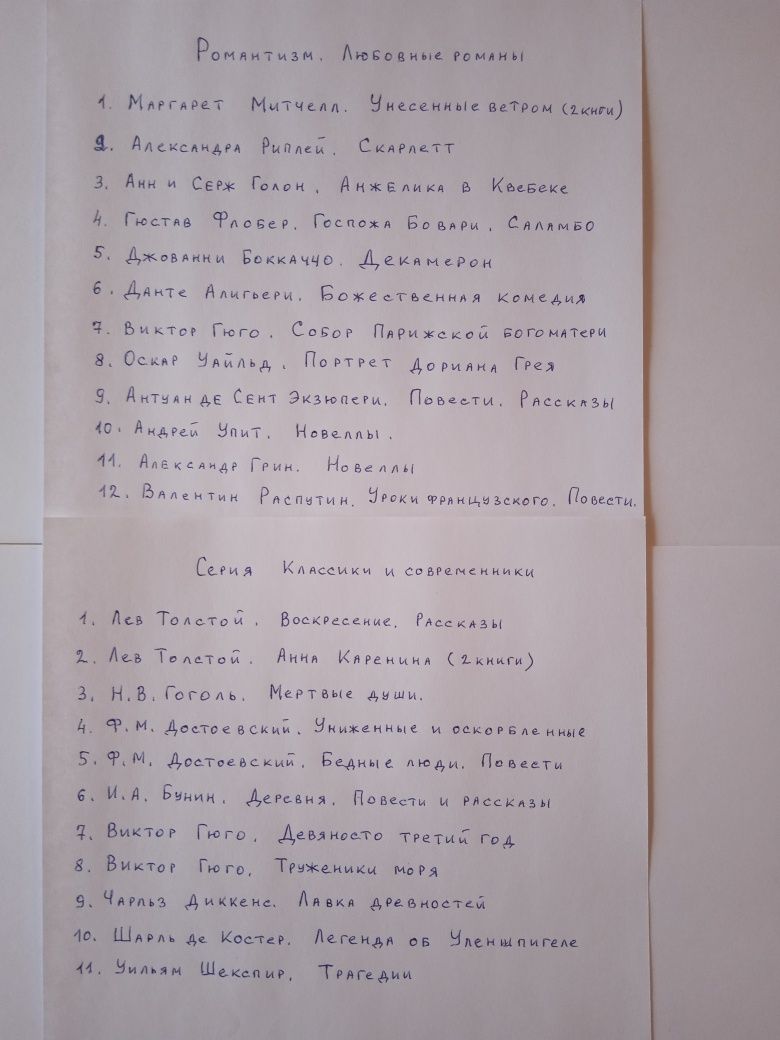 Романтизм. Любовные романы
1. Маргарет Митчелл. Унесенные ветром (2 книги)
2. Александра Риплей. Скарлетт
3. Анн и Серж Голон. Анжелика в Квебеке
4. Гюстав Флобер. Госпожа Бовари. Саламбо
5. Джованни Боккаччо. Декамерон
6. Данте Алигьери. Божественная комедия
7. Виктор Гюго. Собор Парижской богоматери
8. Оскар Уайльд. Портрет Дориана Грея
9. Антуан де Сент Экзюпери. Повести. Рассказы
10. Андрей Упит. Новеллы.
11. Александр Грин. Новеллы
12. Валентин Распутин. Уроки французского. Повести.
Серия Классики и современники
1. Лев Толстой. Воскресение. Рассказы
2. Лев Толстой. Анна Каренина (2 книги)
3. Н.В. Гоголь. Мертвые души.
4. Ф.М. Достоевский. Униженные и оскорбленные
5. Ф.М. Достоевский. Бедные люди. Повести
6. И.А. Бунин. Деревня. Повести и рассказы
7. Виктор Гюго. Девяносто третий год
8. Виктор Гюго. Труженики моря
9. Чарльз Диккенс. Лавка древностей
10. Шарль де Костер. Легенда об Уленшпигеле
11. Уильям Шекспир. Трагедии